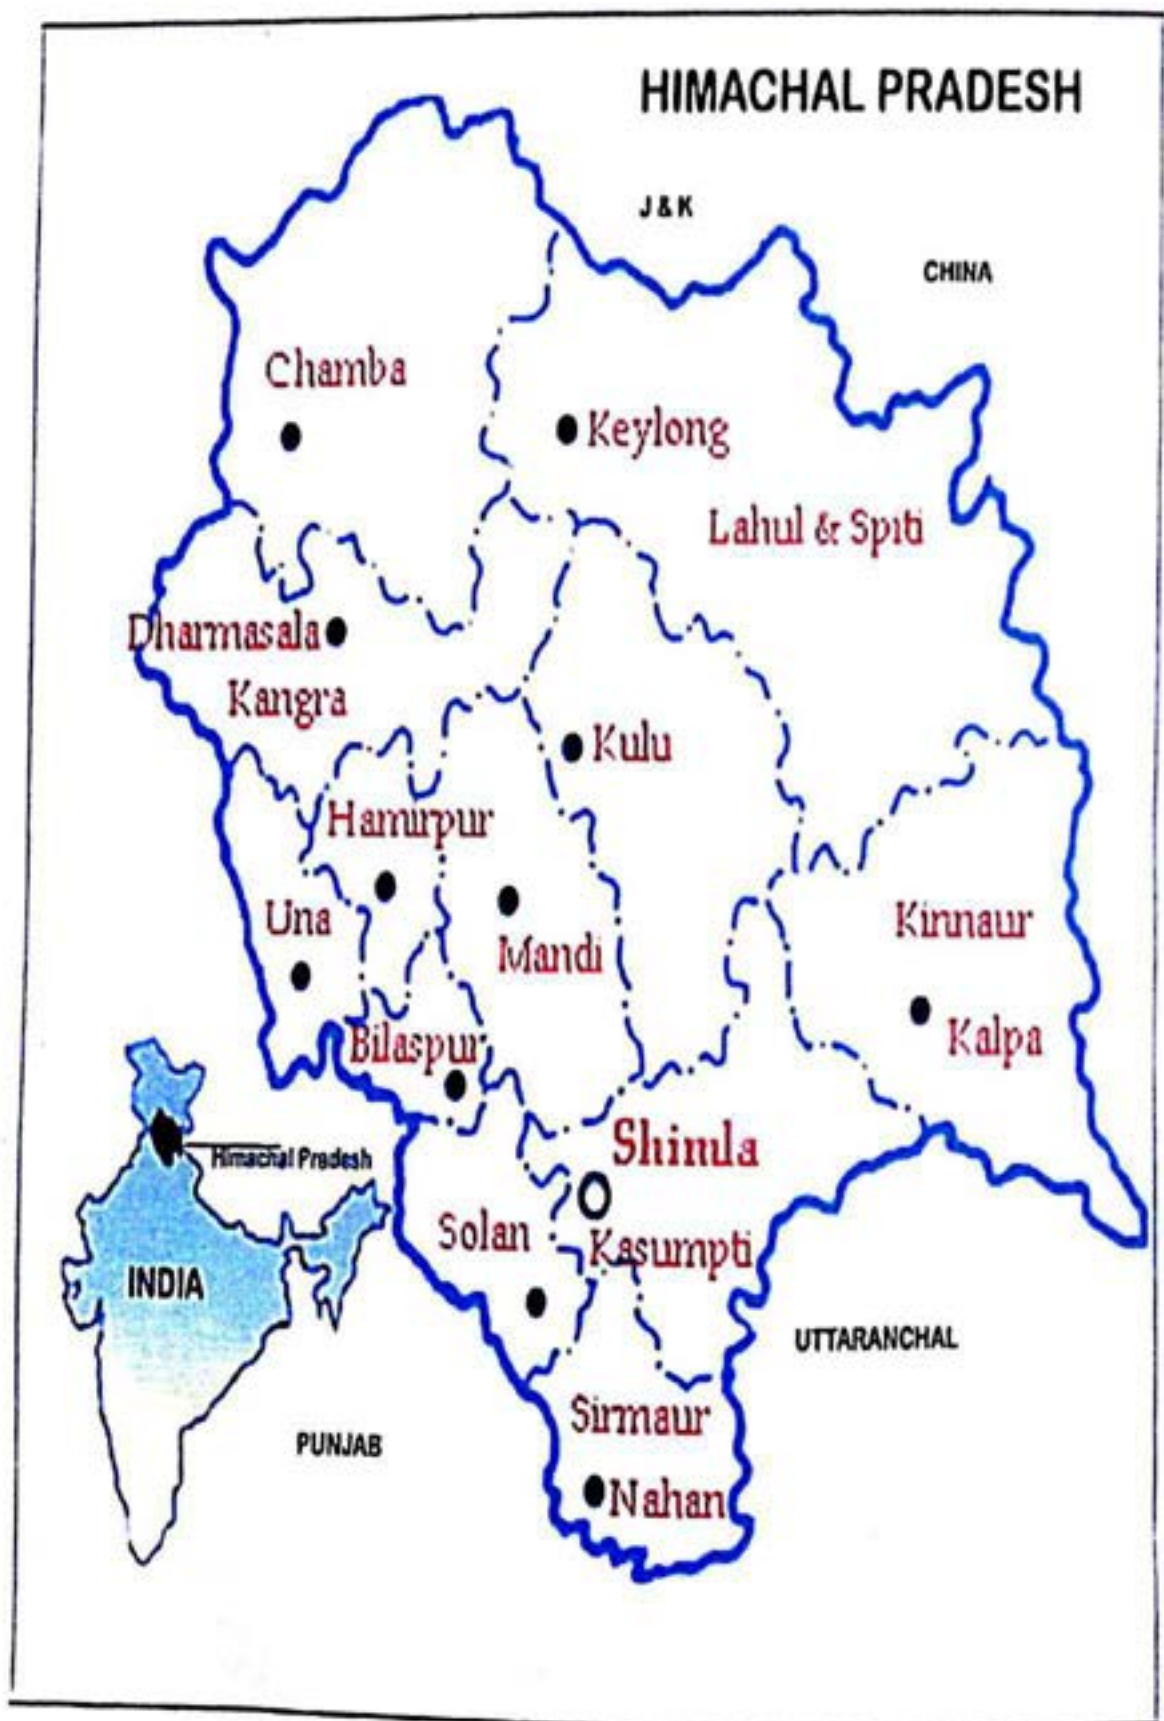 HIMACHAL PRADESH
J & K
CHINA
Chamba
Keylong
Lahul & Spiti
Dharmasala
Kangra
Kulu
Hamirpur
Una
Mandi
Kinnaur
Kalpa
Bilaspur
Shimla
Himachal Pradesh
Solan
Kasumpti
INDIA
UTTARANCHAL
Sirmaur
PUNJAB
Nahan